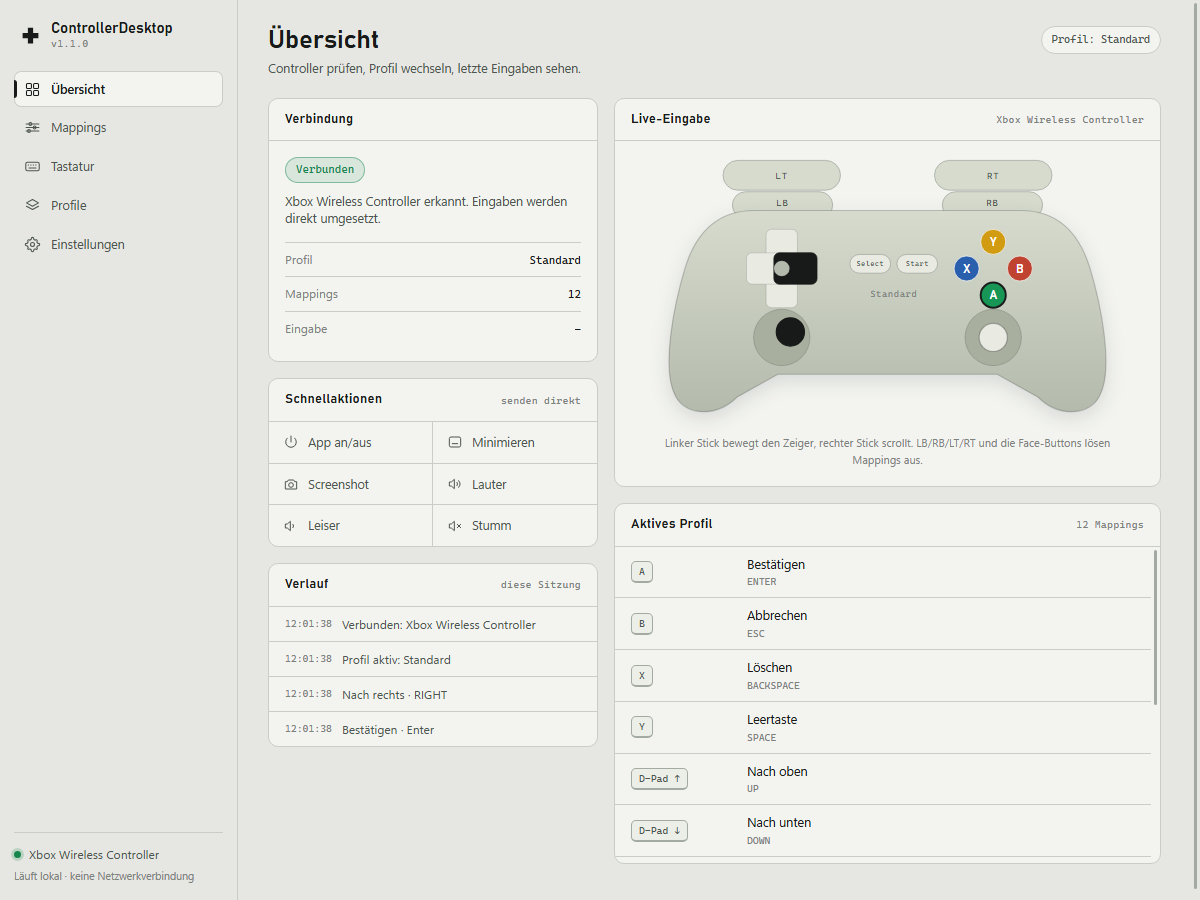 ControllerDesktop
v1.1.0
Übersicht
Mappings
Tastatur
Profile
Einstellungen
Xbox Wireless Controller
Läuft lokal · keine Netzwerkverbindung
Übersicht
Controller prüfen, Profil wechseln, letzte Eingaben sehen.
Profil: Standard
Verbindung
Verbunden
Xbox Wireless Controller erkannt. Eingaben werden
direkt umgesetzt.
Profil Standard
Mappings 12
Eingabe –
Schnellaktionen senden direkt
App an/aus Minimieren
Screenshot Lauter
Leiser Stumm
Verlauf diese Sitzung
12:01:38 Verbunden: Xbox Wireless Controller
12:01:38 Profil aktiv: Standard
12:01:38 Nach rechts · RIGHT
12:01:38 Bestätigen · Enter
Live-Eingabe Xbox Wireless Controller
LT RT
LB RB
Y
Select Start X B
Standard A
Linker Stick bewegt den Zeiger, rechter Stick scrollt. LB/RB/LT/RT und die Face-Buttons lösen
Mappings aus.
Aktives Profil 12 Mappings
A Bestätigen
ENTER
B Abbrechen
ESC
X Löschen
BACKSPACE
Y Leertaste
SPACE
D-Pad ↑ Nach oben
UP
D-Pad ↓ Nach unten
DOWN